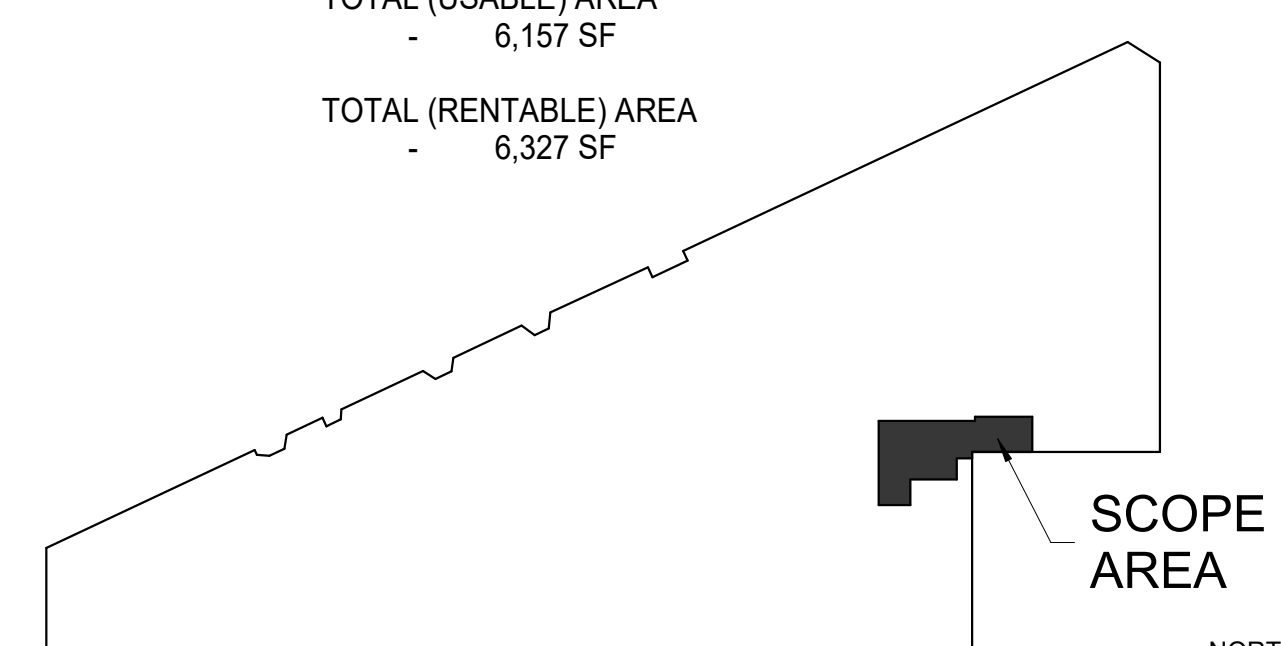 TOTAL (USABLE) AREA
- 6,157 SF
TOTAL (RENTABLE) AREA
- 6,327 SF
SCOPE
AREA